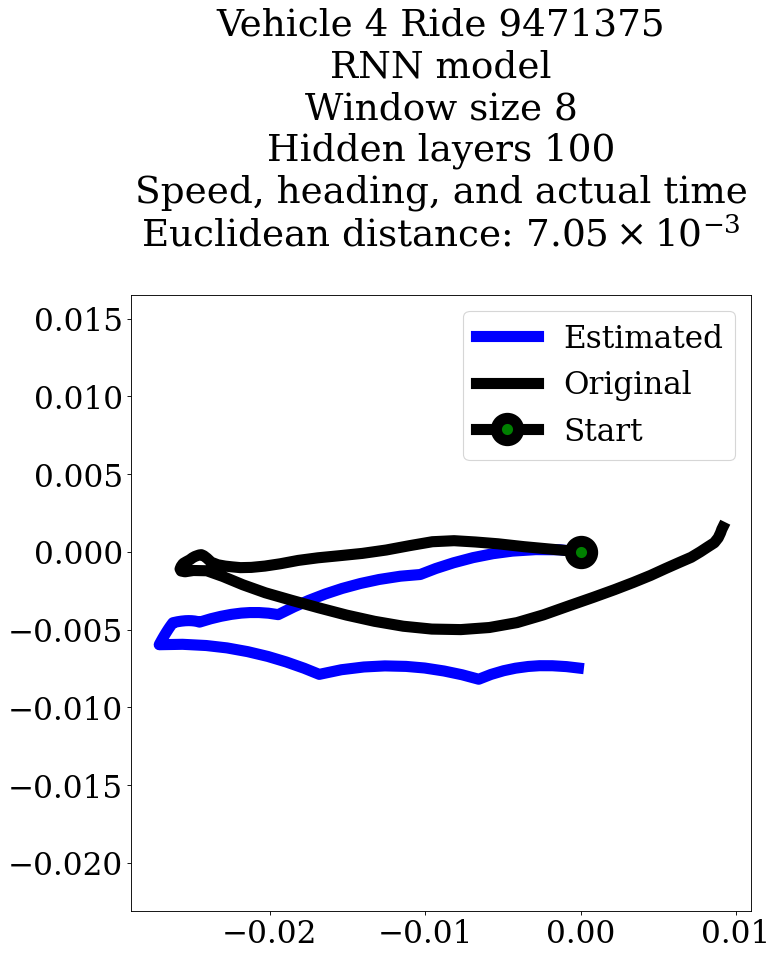 Vehicle 4 Ride 9471375
RNN model
Window size 8
Hidden layers 100
Speed, heading, and actual time
Euclidean distance: 7.05 × 10⁻³
Estimated
Original
Start
0.015
0.010
0.005
0.000
−0.005
−0.010
−0.015
−0.020
−0.02 −0.01 0.00 0.01